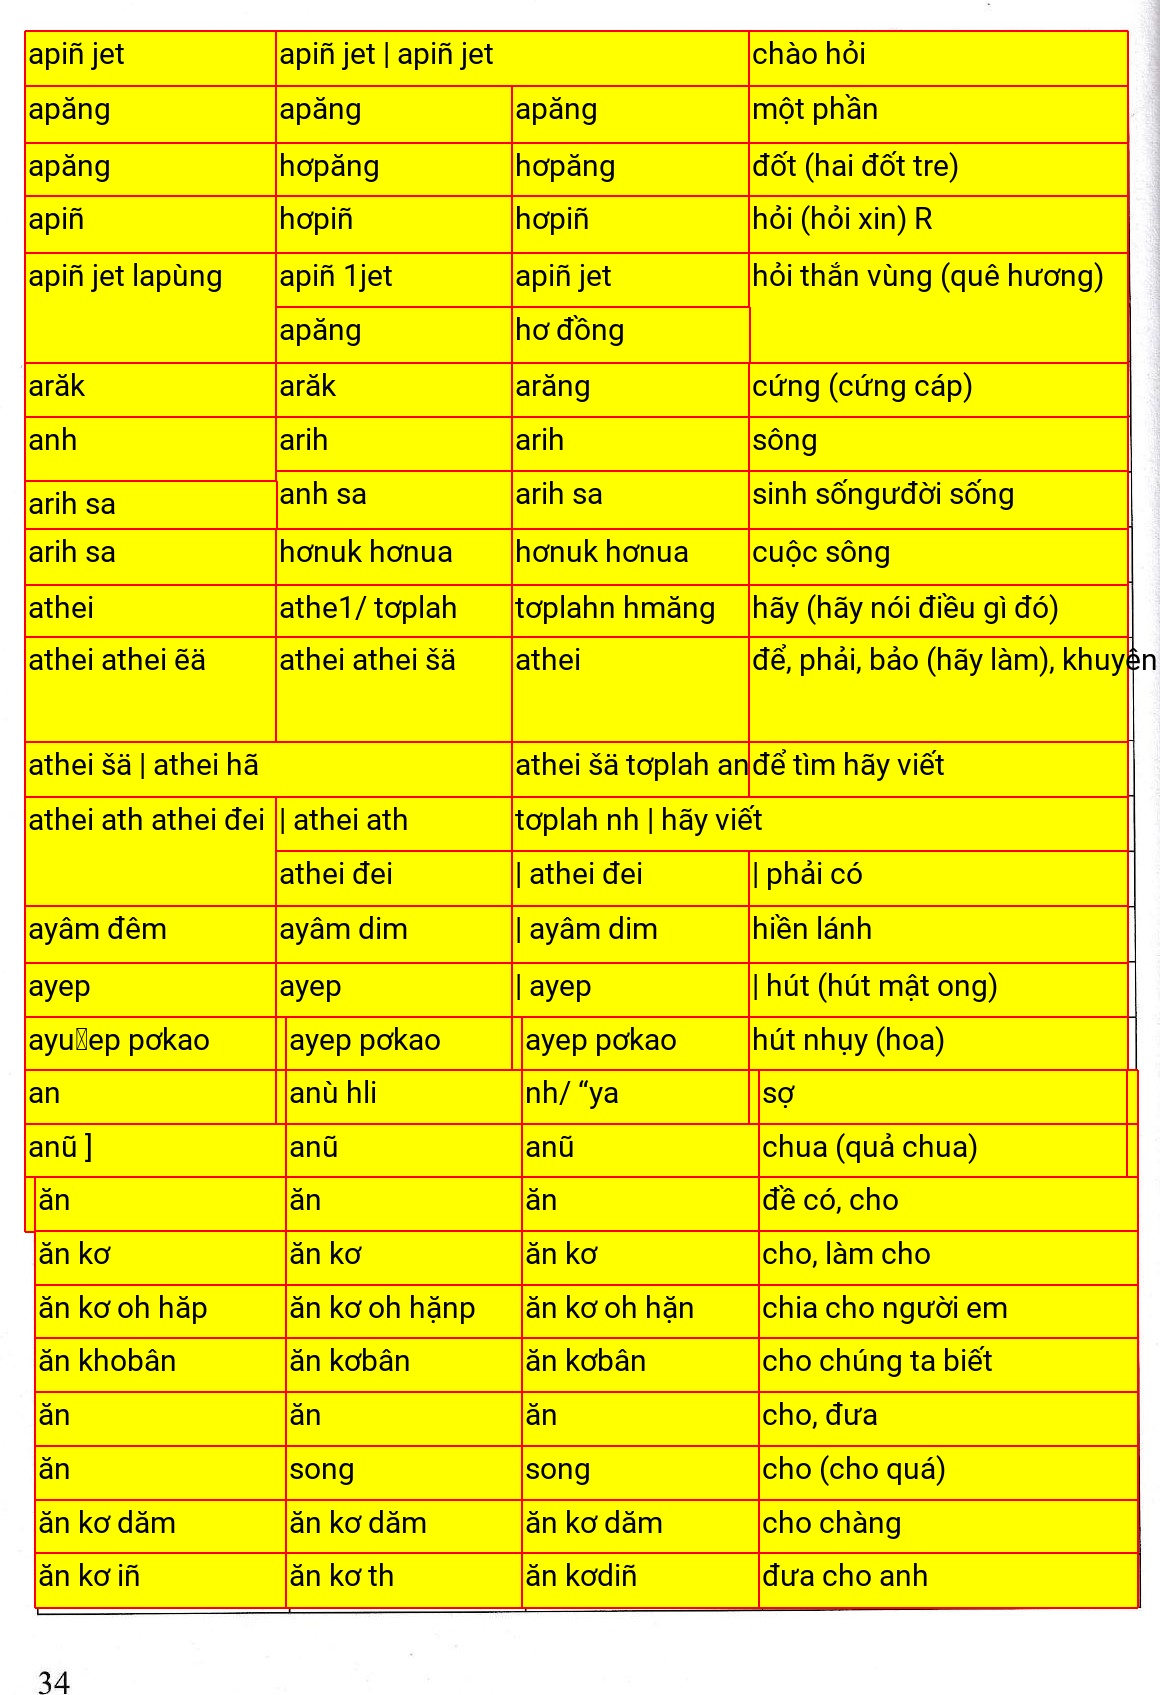 apiñ jet apiñ jet | apiñ jet chào hỏi
apăng apăng apăng một phần
apăng hơpăng hơpăng đốt (hai đốt tre)
apiñ hơpiñ hơpiñ hỏi (hỏi xin) R
apiñ jet lapùng apiñ 1jet apiñ jet hỏi thắn vùng (quê hương)
apăng hơ đồng
arăk arăk arăng cứng (cứng cáp)
anh arih arih sông
arih sa anh sa arih sa sinh sốngưđời sống
arih sa hơnuk hơnua hơnuk hơnua cuộc sông
athei athe1/ tơplah tơplahn hmăng hãy (hãy nói điều gì đó)
athei athei ẽä athei athei šä athei để, phải, bảo (hãy làm), khuyên
athei šä | athei hã athei šä tơplah an để tìm hãy viết
athei ath athei đei | athei ath tơplah nh | hãy viết
athei đei | athei đei | phải có
ayâm đêm ayâm dim | ayâm dim hiền lánh
ayep ayep | ayep | hút (hút mật ong)
ayu▯ep pơkao ayep pơkao ayep pơkao hút nhụy (hoa)
an anù hli nh/ “ya sợ
anũ ] anũ anũ chua (quả chua)
ăn ăn ăn đề có, cho
ăn kơ ăn kơ ăn kơ cho, làm cho
ăn kơ oh hăp ăn kơ oh hặnp ăn kơ oh hặn chia cho người em
ăn khobân ăn kơbân ăn kơbân cho chúng ta biết
ăn ăn ăn cho, đưa
ăn song song cho (cho quá)
ăn kơ dăm ăn kơ dăm ăn kơ dăm cho chàng
ăn kơ iñ ăn kơ th ăn kơdiñ đưa cho anh
34